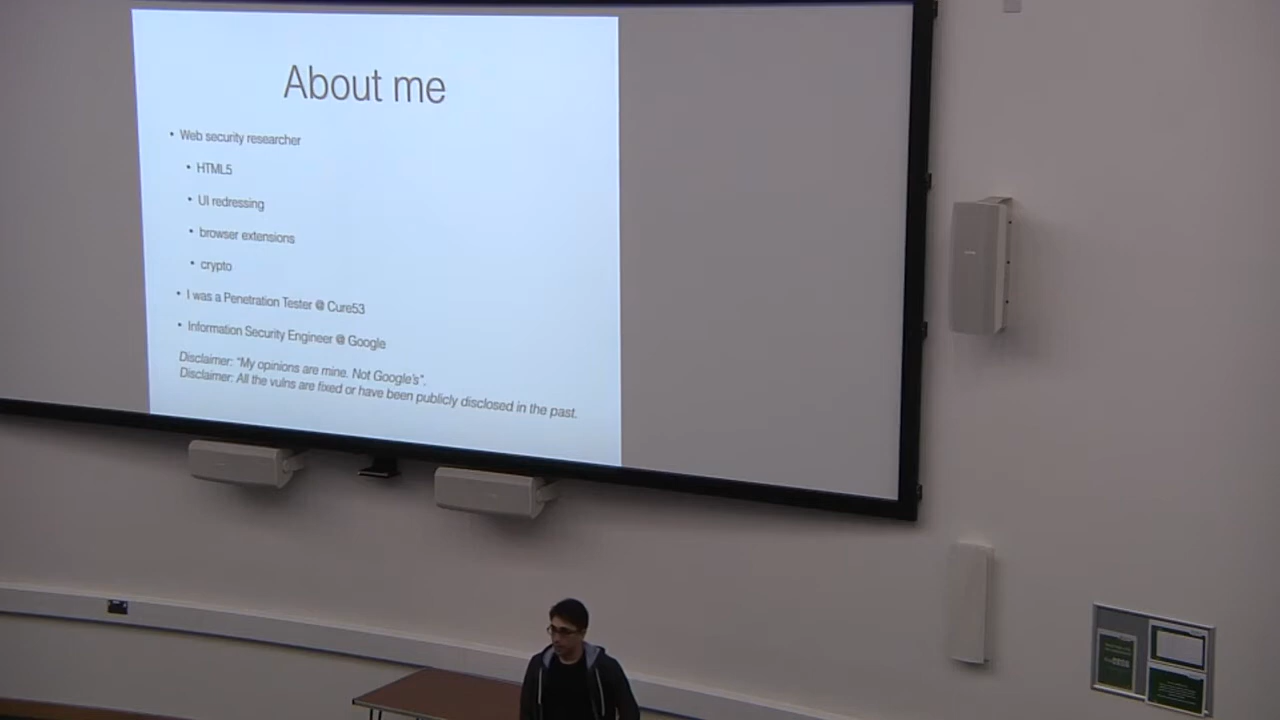 About me
• Web security researcher
• HTML5
• UI redressing
• browser extensions
• crypto
• I was a Penetration Tester @ Cure53
• Information Security Engineer @ Google
Disclaimer: "My opinions are mine. Not Google's".
Disclaimer: All the vulns are fixed or have been publicly disclosed in the past.